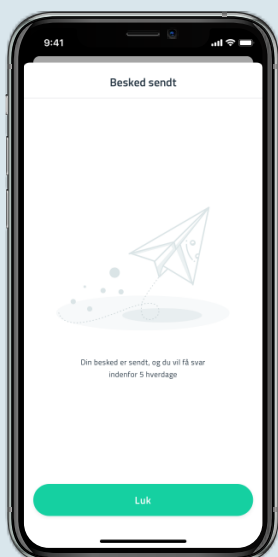 9:41
Besked sendt
Din besked er sendt, og du vil få svar
indenfor 5 hverdage
Luk